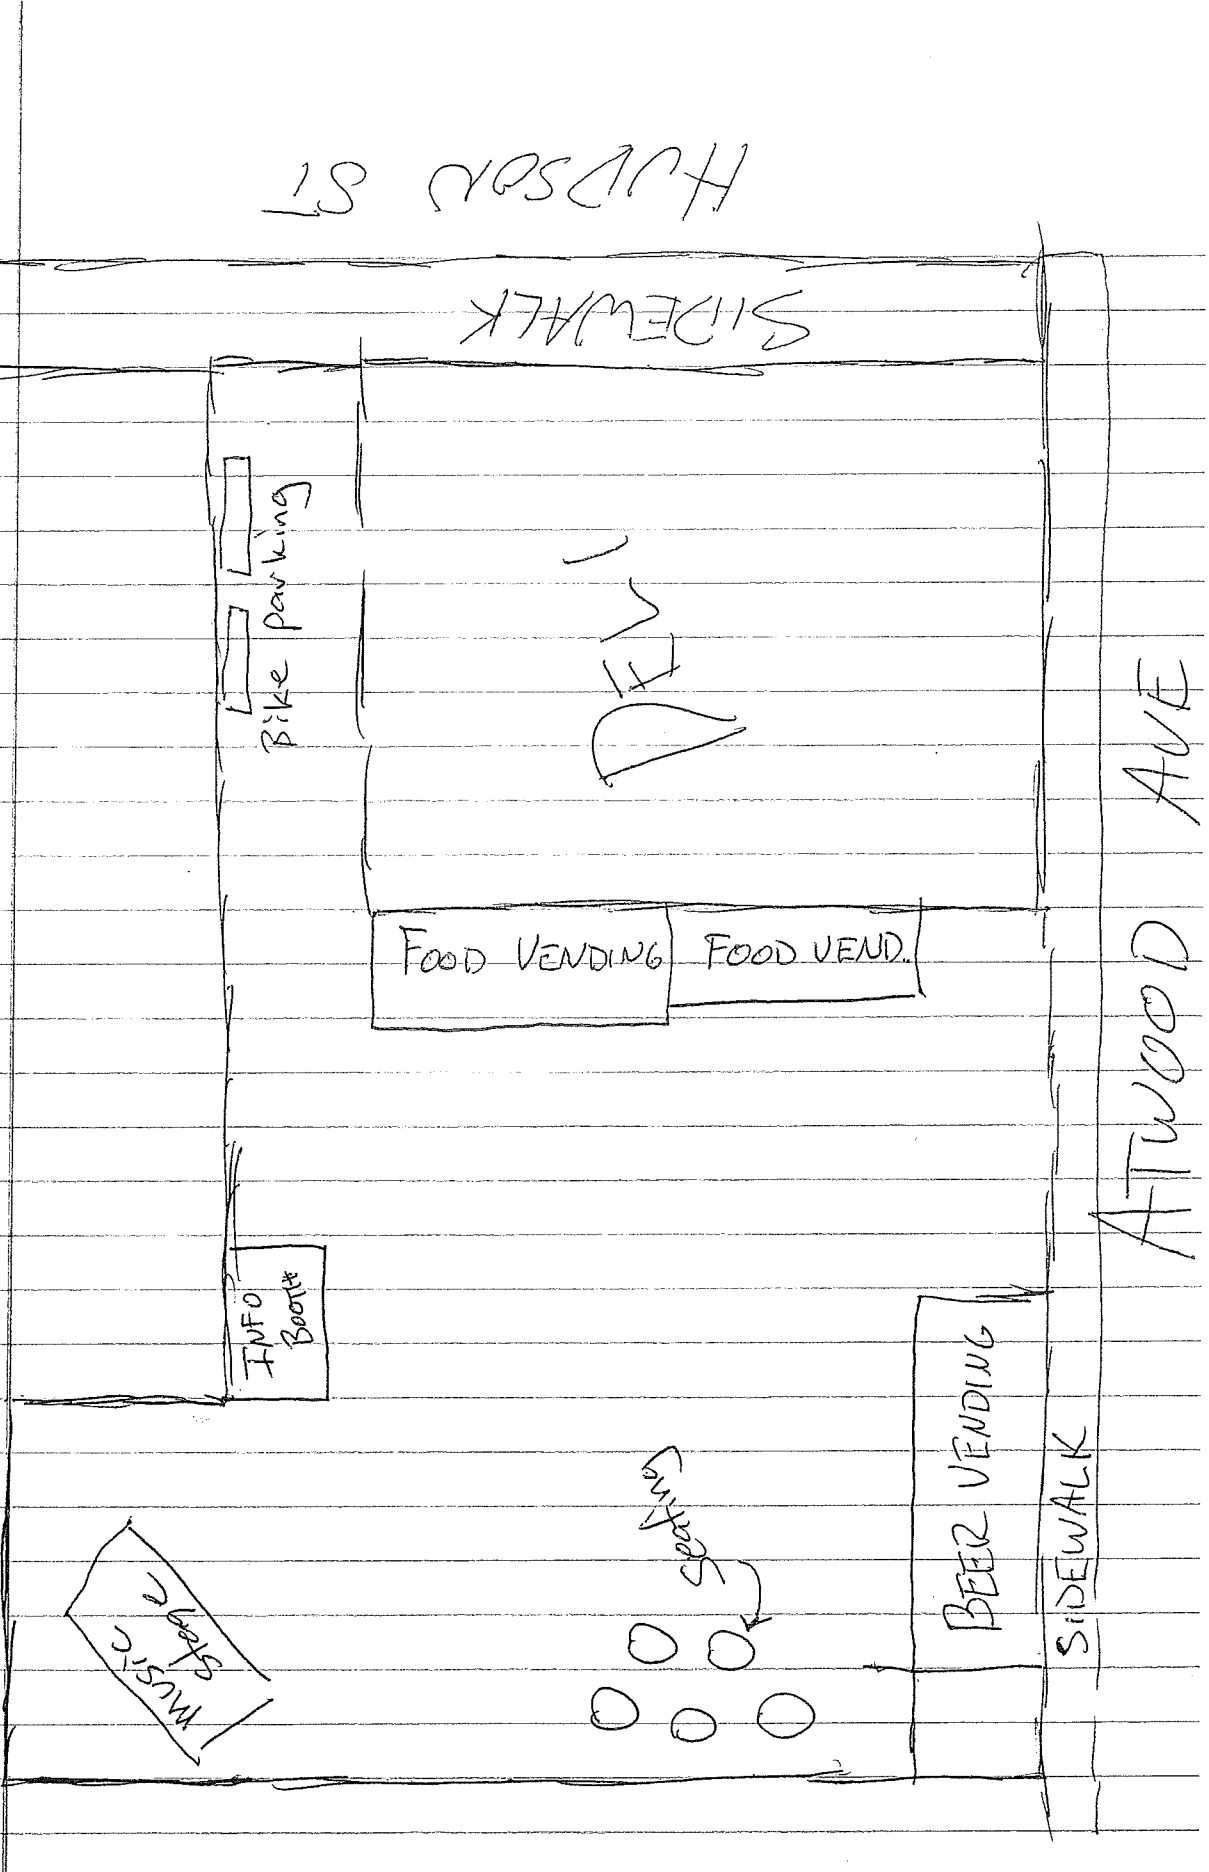 HUDSON ST
SIDEWALK
Bike parking
FOOD VENDING
FOOD VEND.
ATWOOD AVE
INFO
BOOTH
seating
BEER VENDING
SIDEWALK
music
stage